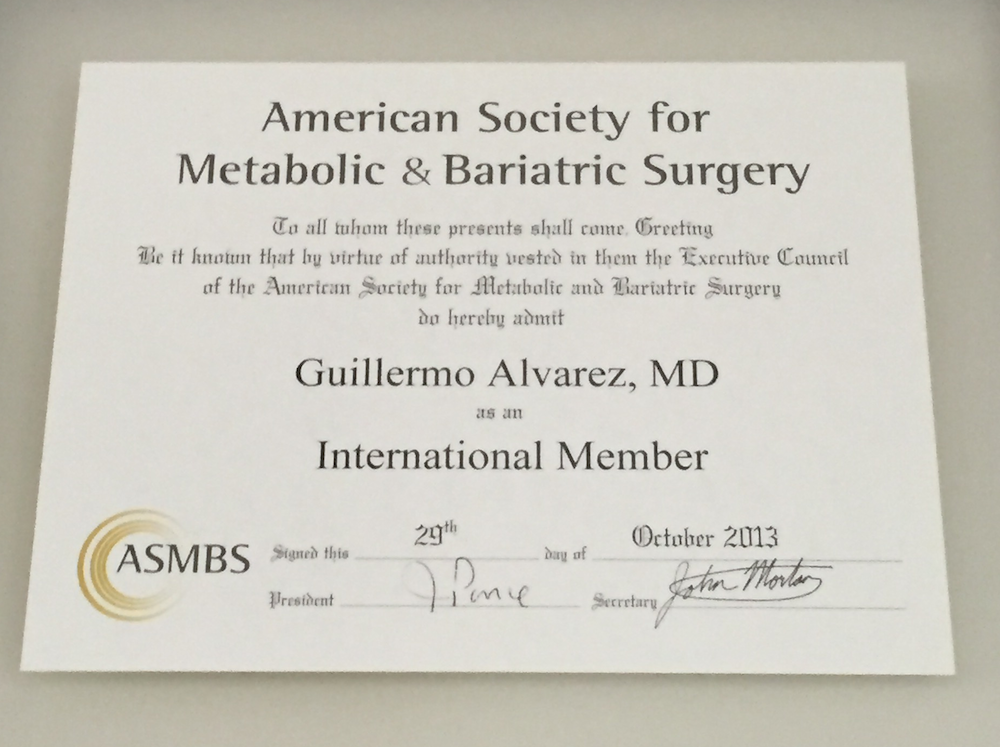 American Society for
Metabolic & Bariatric Surgery
To all whom these presents shall come Greeting
Be it known that by virtue of authority vested in them the Executive Council
of the American Society for Metabolic and Bariatric Surgery
do hereby admit
Guillermo Alvarez, MD
as an
International Member
ASMBS
Signed this 29th day of October 2013
President J Ponce Secretary John Morton